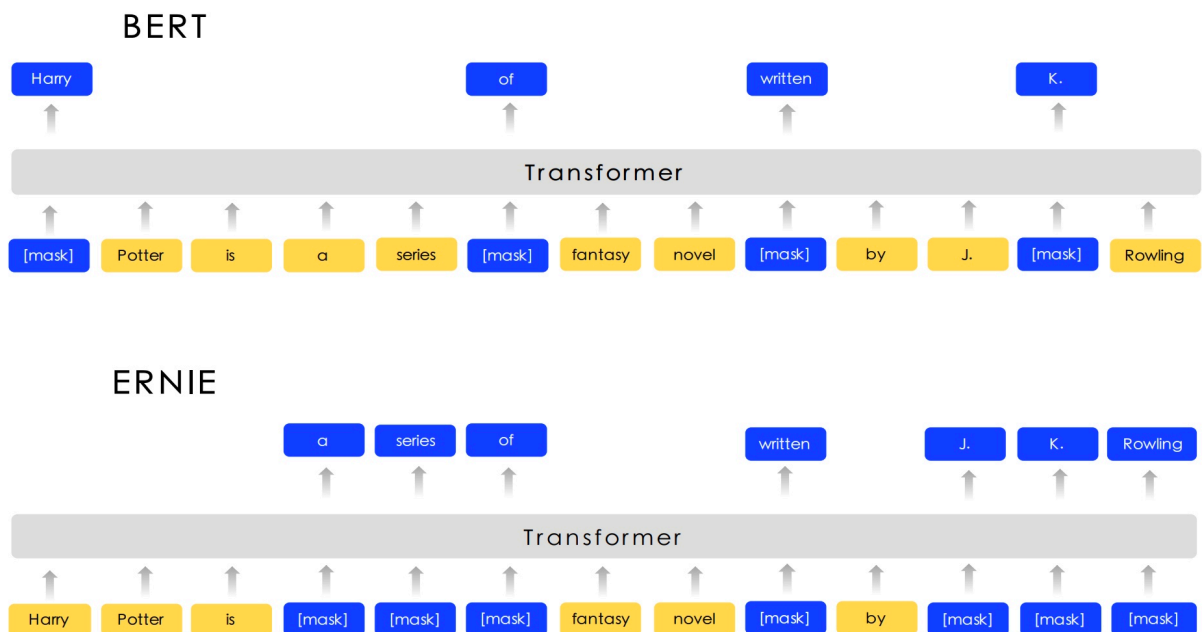 BERT
Harry of written K.
Transformer
[mask] Potter is a series [mask] fantasy novel [mask] by J. [mask] Rowling
ERNIE
a series of written J. K. Rowling
Transformer
Harry Potter is [mask] [mask] [mask] fantasy novel [mask] by [mask] [mask] [mask]